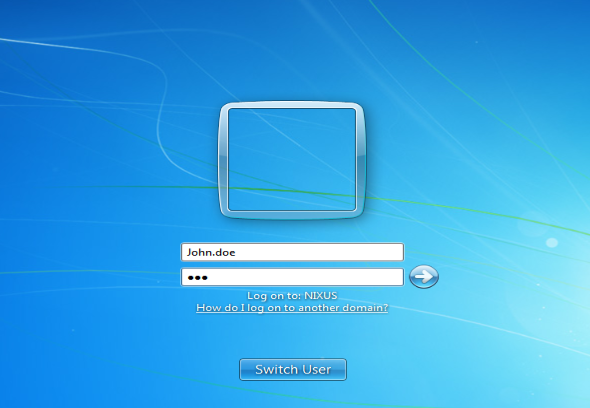 John.doe
●●●
Log on to: NIXUS
How do I log on to another domain?
Switch User